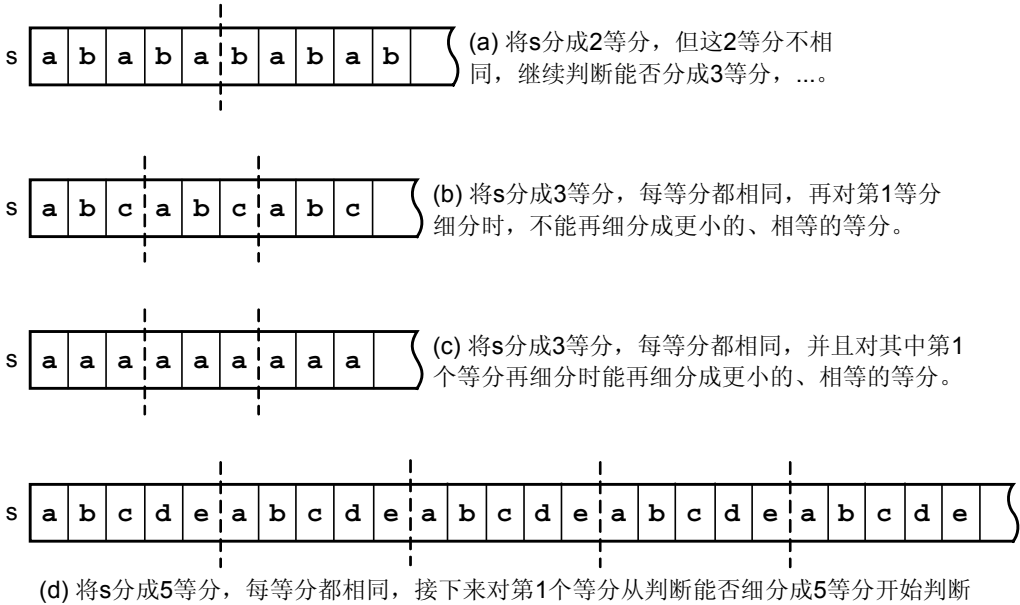 s a b a b a b a b a b (a) 将s分成2等分，但这2等分不相
同，继续判断能否分成3等分，...。
s a b c a b c a b c (b) 将s分成3等分，每等分都相同，再对第1等分
细分时，不能再细分成更小的、相等的等分。
s a a a a a a a a a (c) 将s分成3等分，每等分都相同，并且对其中第1
个等分再细分时能再细分成更小的、相等的等分。
s a b c d e a b c d e a b c d e a b c d e a b c d e
(d) 将s分成5等分，每等分都相同，接下来对第1个等分从判断能否细分成5等分开始判断